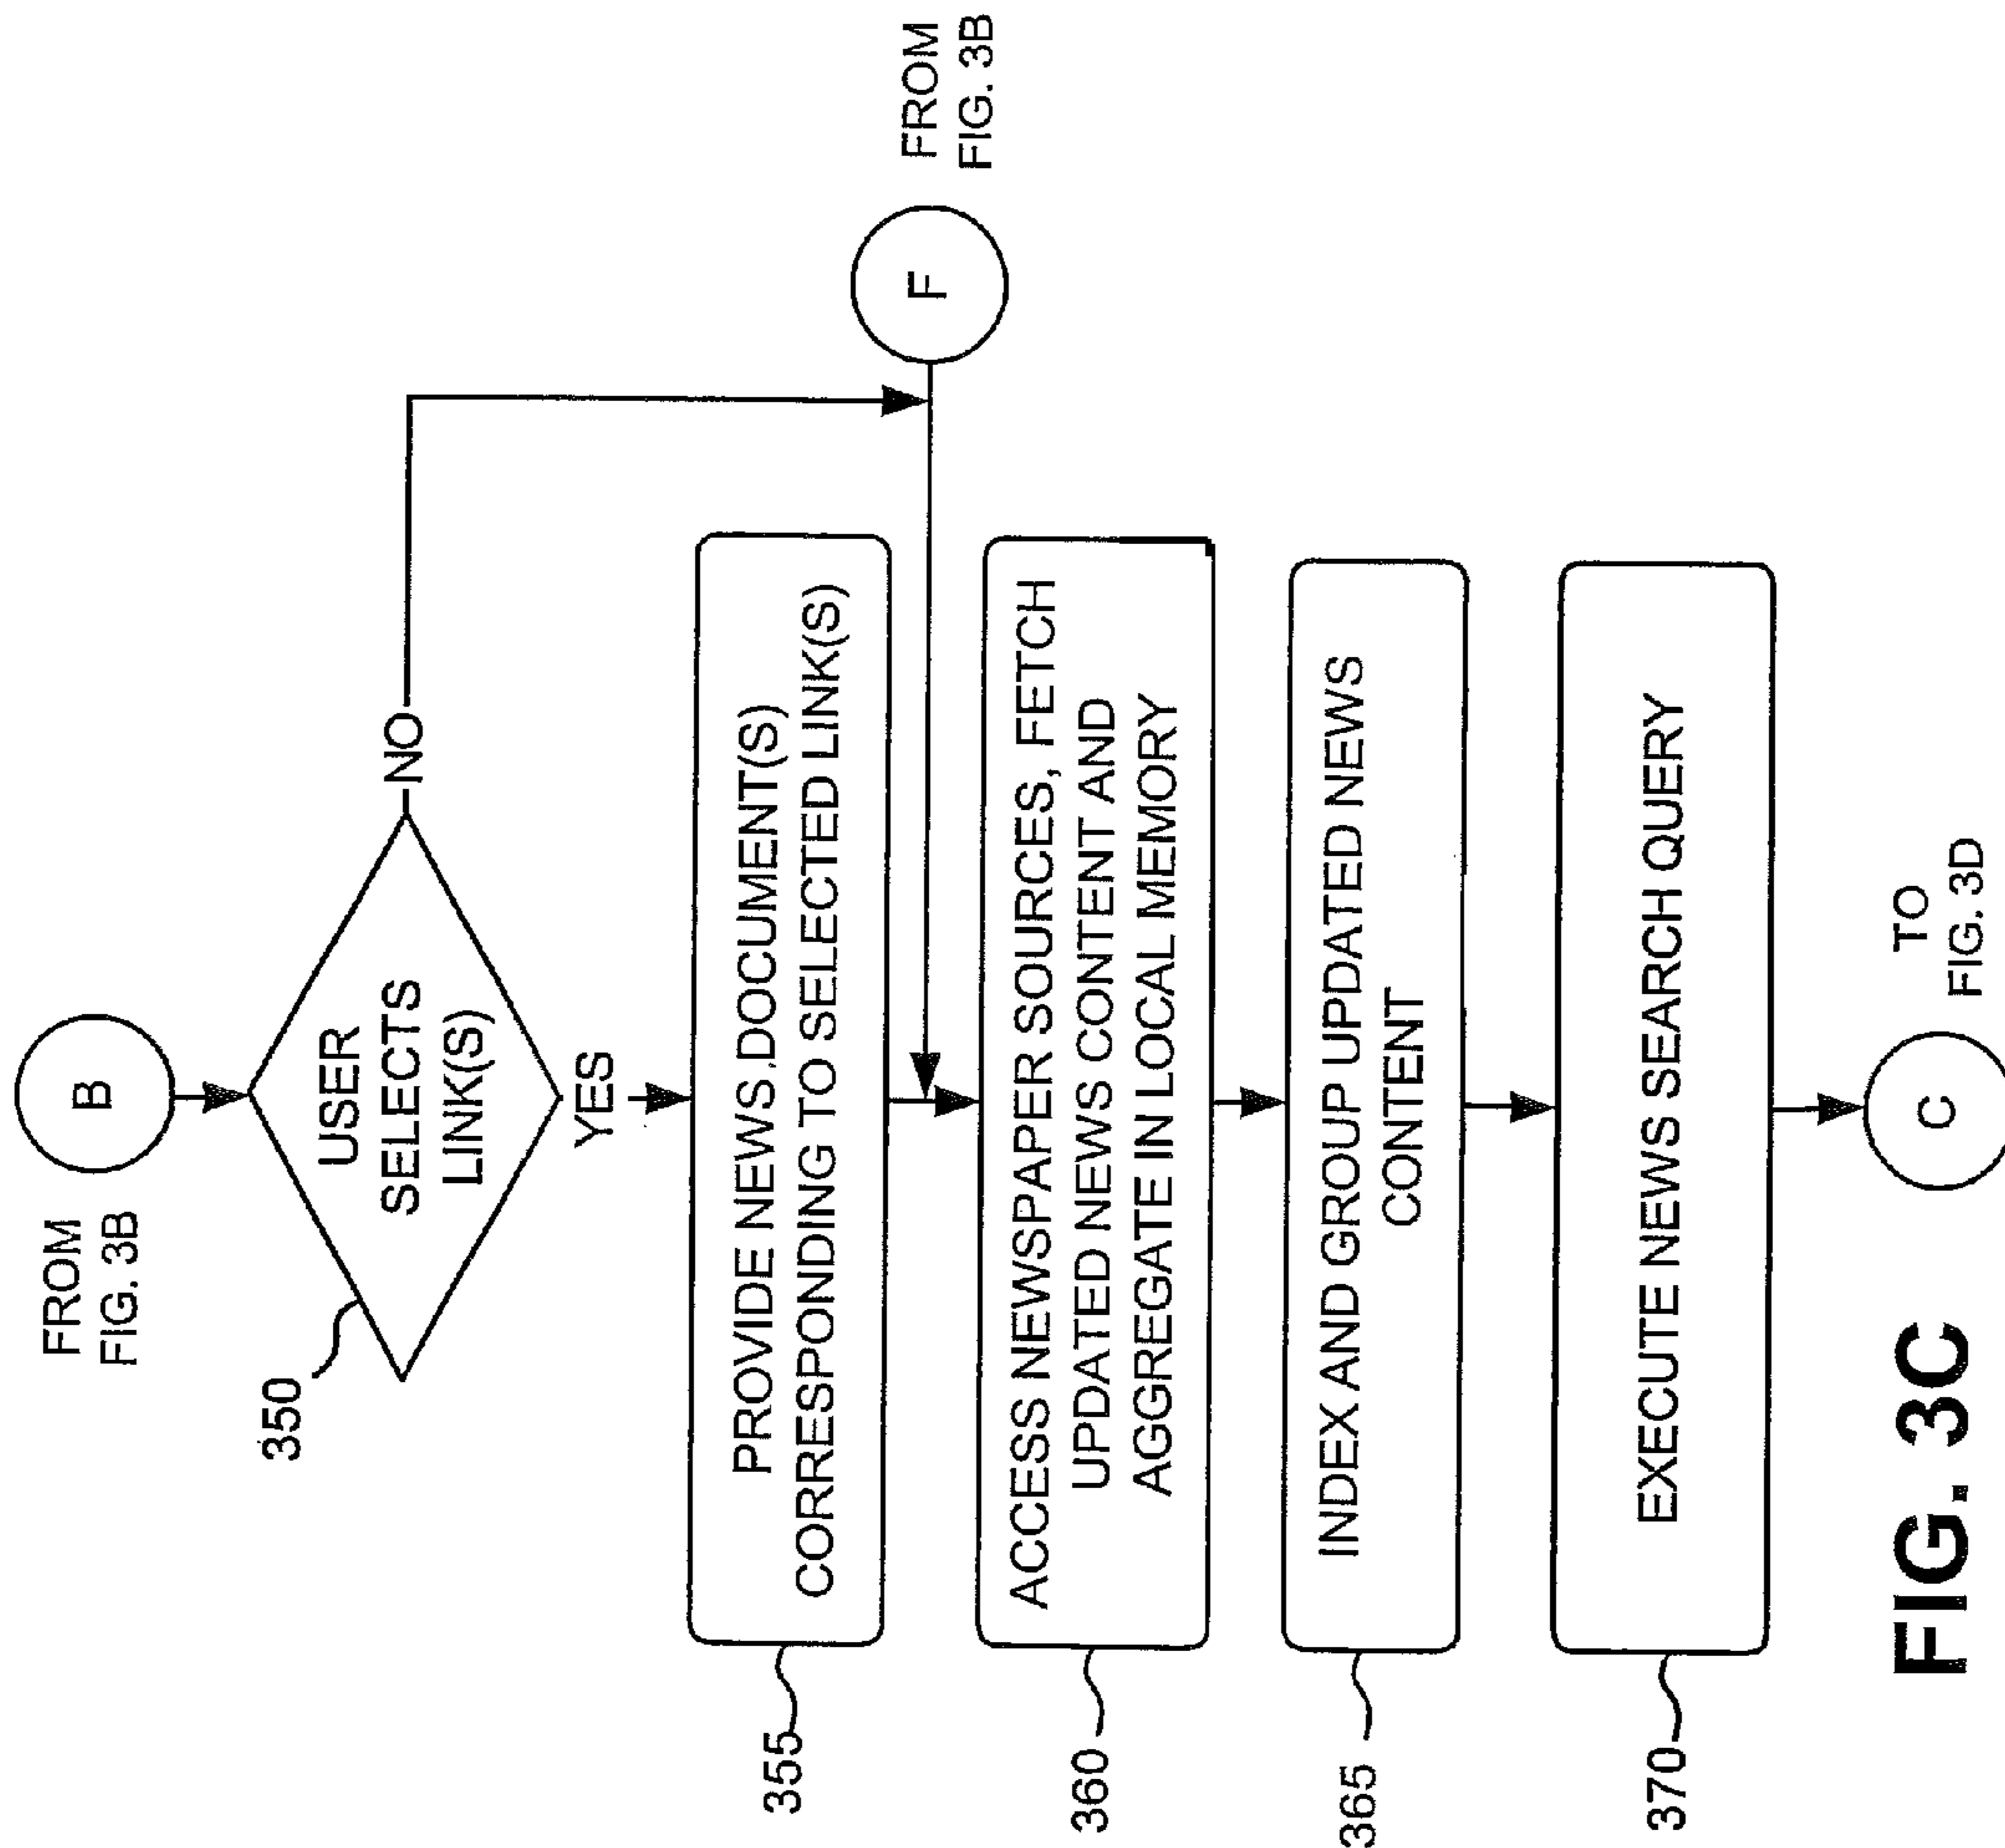 FROM
FIG. 3B
B
350
USER
SELECTS
LINK(S)
NO
YES
355
PROVIDE NEWS DOCUMENT(S)
CORRESPONDING TO SELECTED LINK(S)
F
FROM
FIG. 3B
360
ACCESS NEWSPAPER SOURCES, FETCH
UPDATED NEWS CONTENT AND
AGGREGATE IN LOCAL MEMORY
365
INDEX AND GROUP UPDATED NEWS
CONTENT
370
EXECUTE NEWS SEARCH QUERY
C
TO
FIG. 3D
FIG. 3C